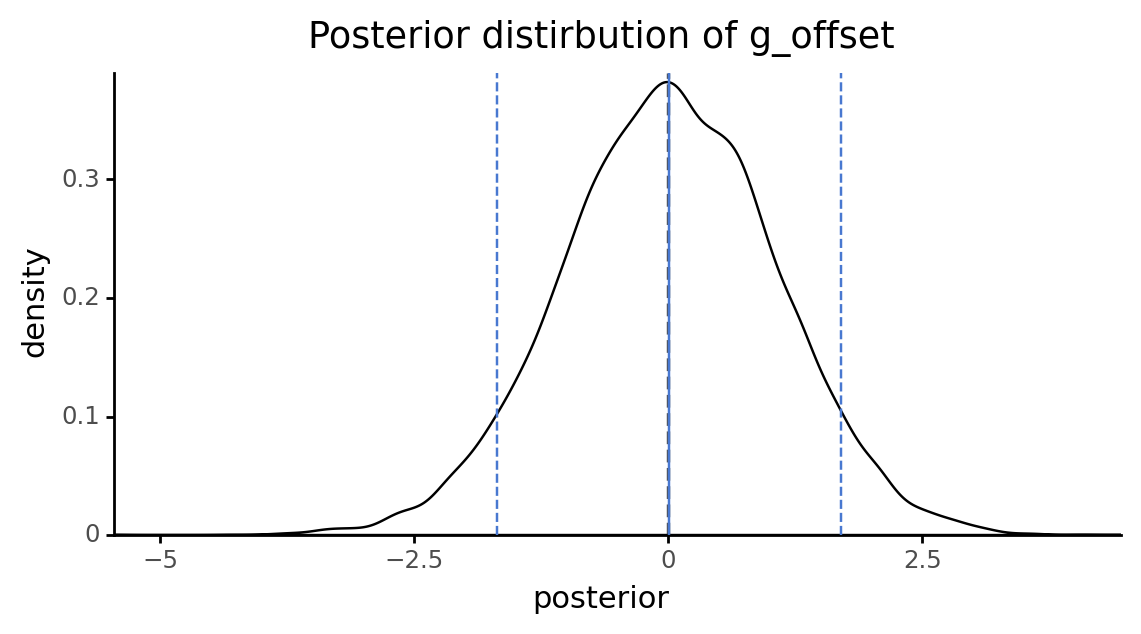 Posterior distirbution of g_offset
density
0.3
0.2
0.1
0
−5
−2.5
0
2.5
posterior